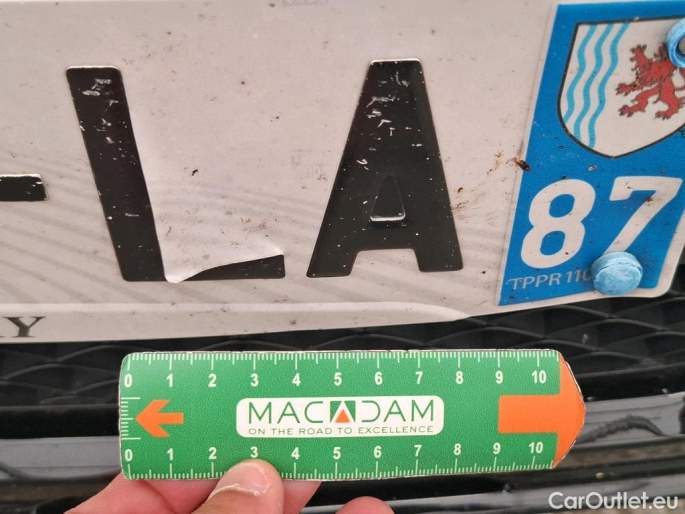 -LA
87
TPPR 110
Y
0 1 2 3 4 5 6 7 8 9 10
MACADAM
ON THE ROAD TO EXCELLENCE
0 1 2 3 4 5 6 7 8 9 10
CarOutlet.eu